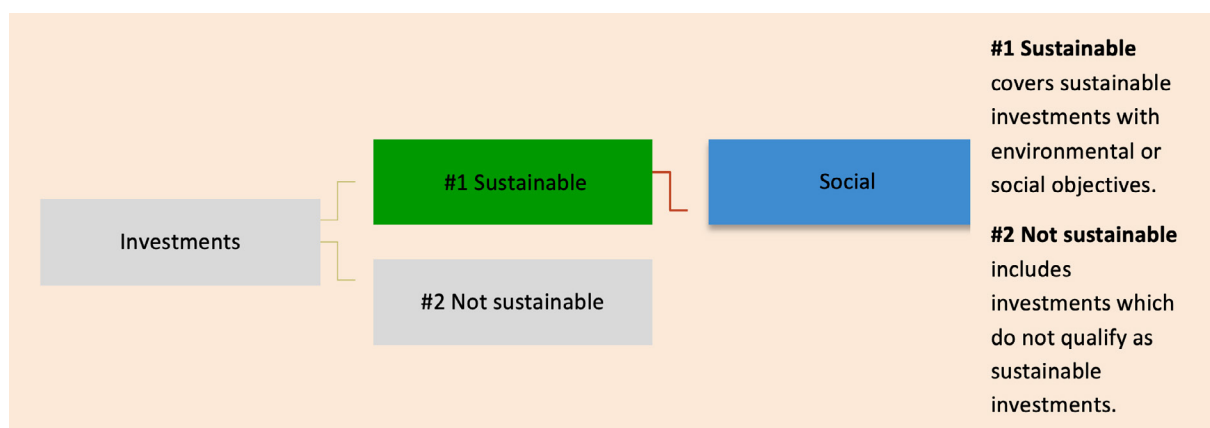 Investments
#1 Sustainable
#2 Not sustainable
Social
#1 Sustainable
covers sustainable
investments with
environmental or
social objectives.
#2 Not sustainable
includes
investments which
do not qualify as
sustainable
investments.